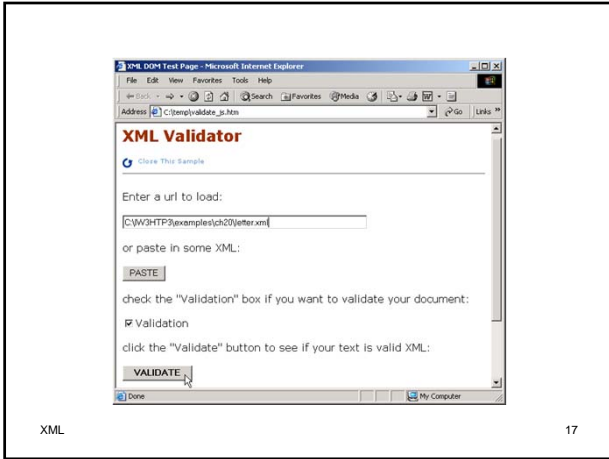 XML DOM Test Page - Microsoft Internet Explorer
File Edit View Favorites Tools Help
Back Search Favorites Media
Address C:\temp\validate_js.htm Go Links »
XML Validator
Close This Sample
Enter a url to load:
C:\IW3HTP3\examples\ch20\letter.xml
or paste in some XML:
PASTE
check the "Validation" box if you want to validate your document:
Validation
click the "Validate" button to see if your text is valid XML:
VALIDATE
Done My Computer
XML 17